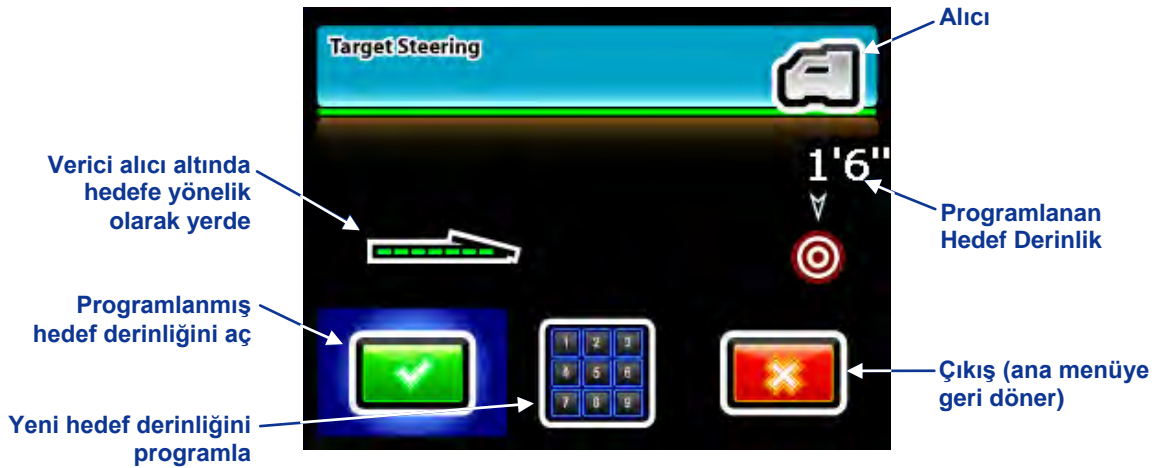 Alıcı
Target Steering
1'6"
Verici alıcı altında
hedefe yönelik
olarak yerde
Programlanan
Hedef Derinlik
Programlanmış
hedef derinliğini aç
1 2 3
4 5 6
7 8 9
Çıkış (ana menüye
geri döner)
Yeni hedef derinliğini
programla